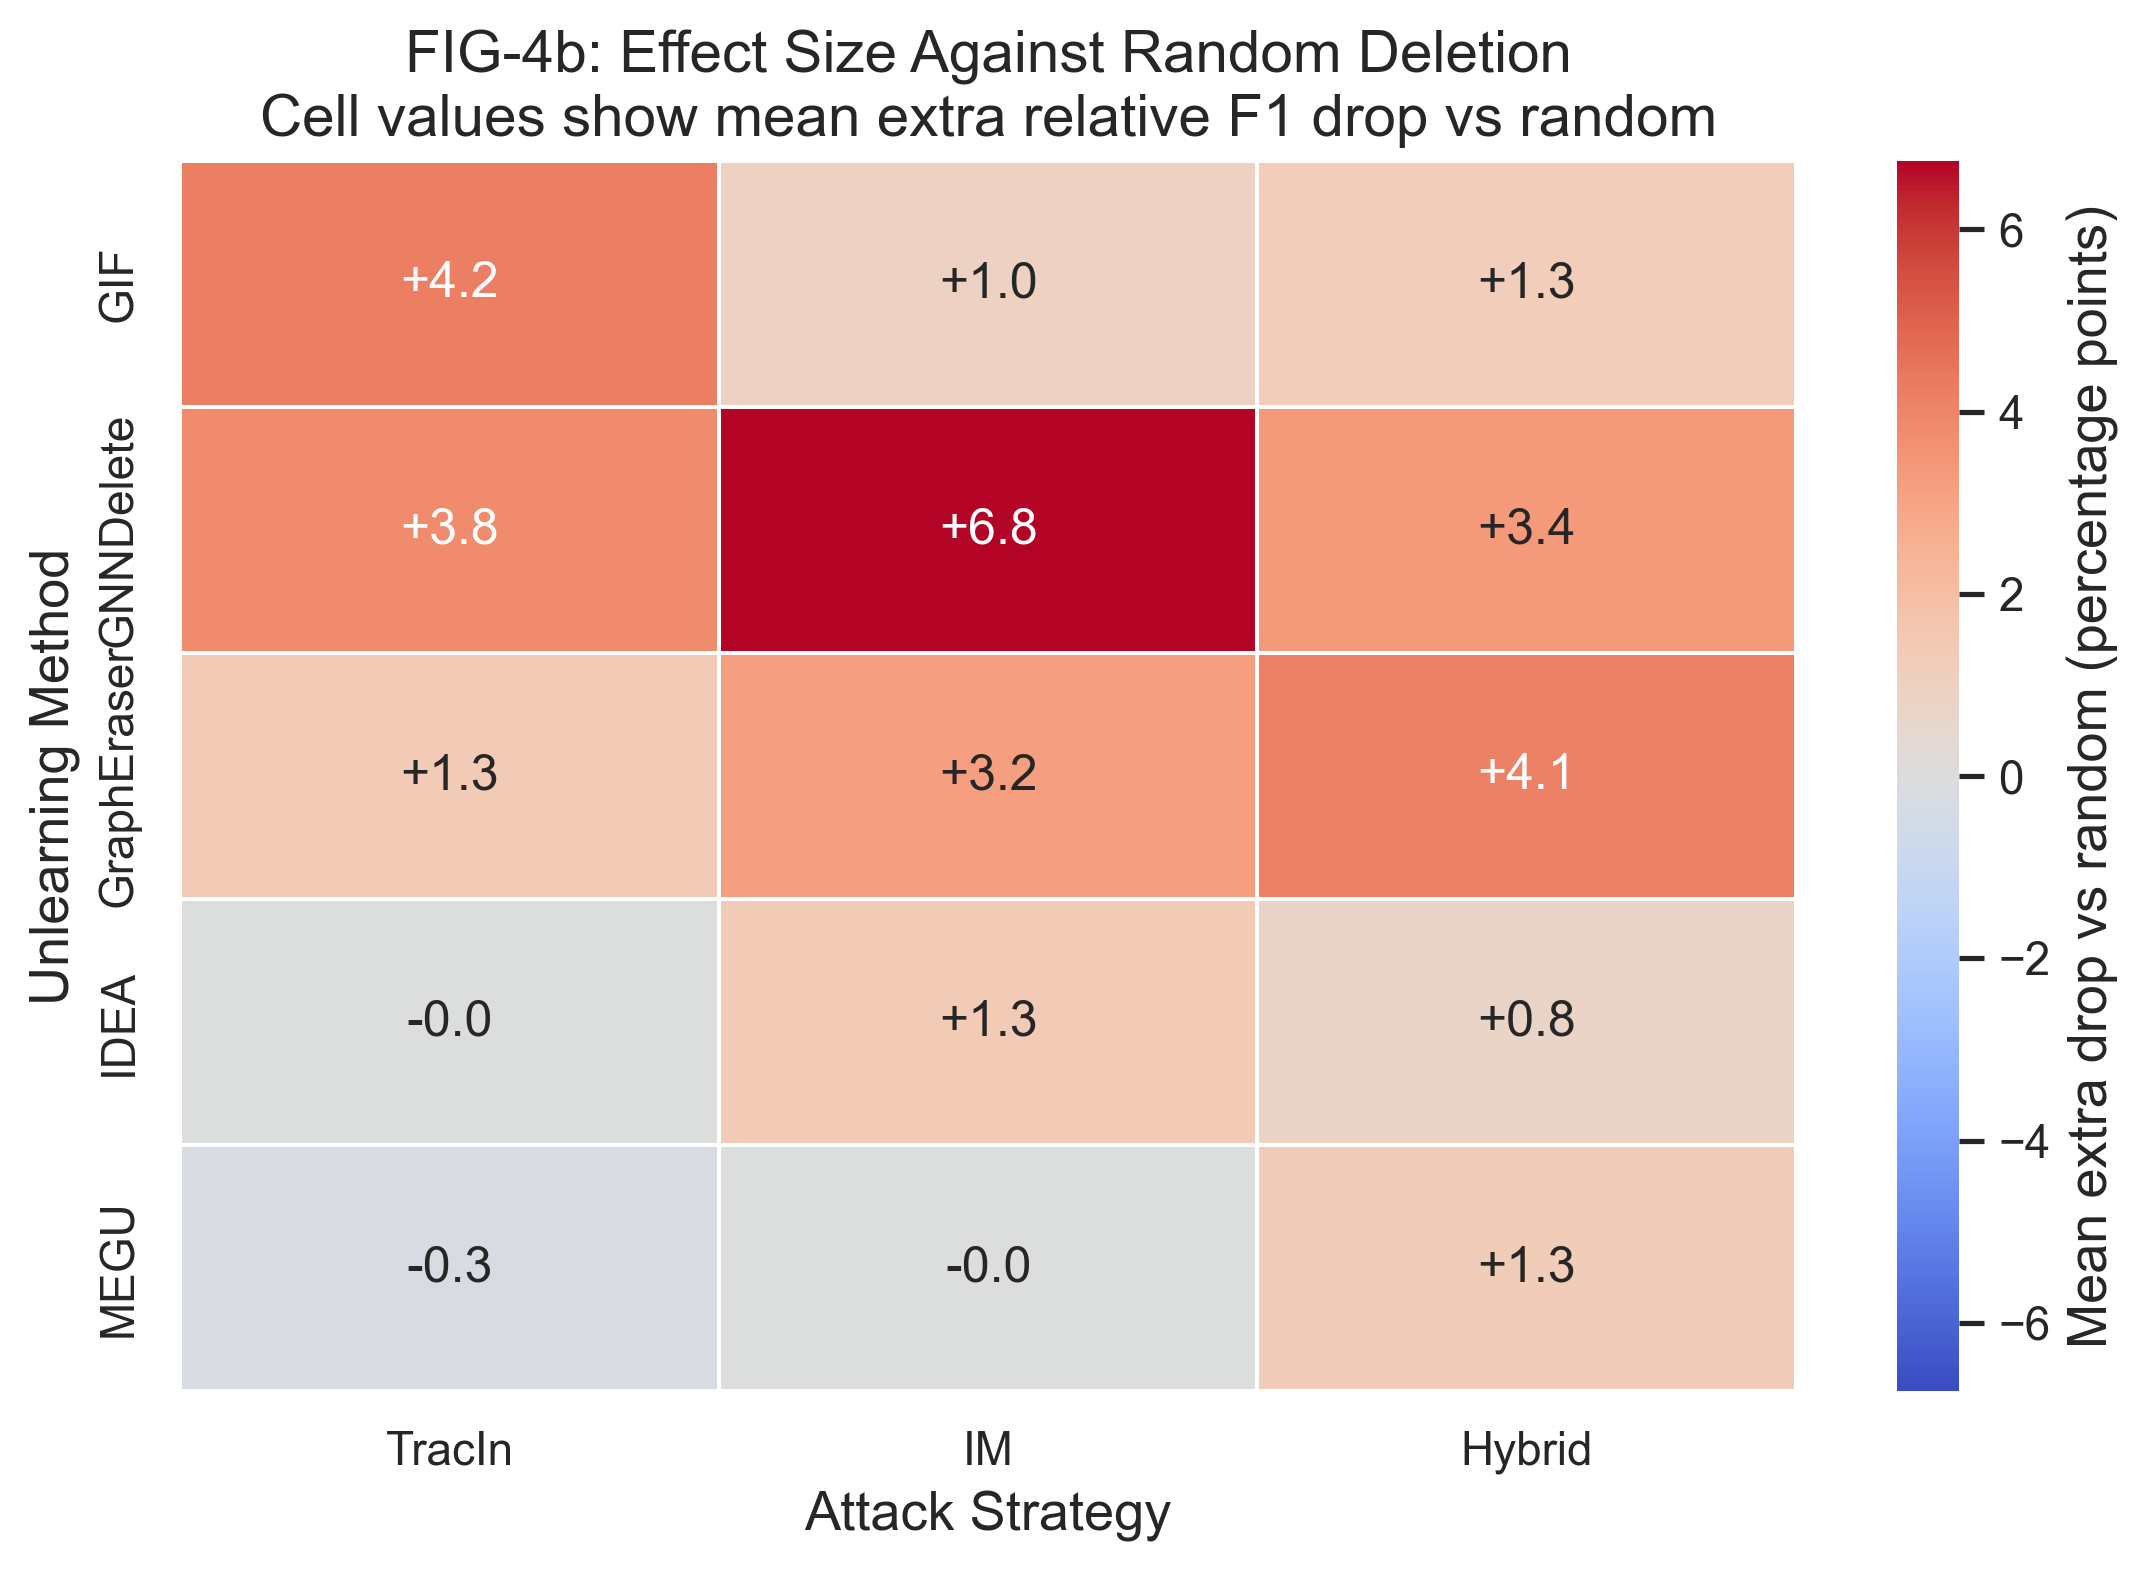 FIG-4b: Effect Size Against Random Deletion
Cell values show mean extra relative F1 drop vs random
Unlearning Method
GIF
+4.2
+1.0
+1.3
GNNDelete
+3.8
+6.8
+3.4
GraphEraser
+1.3
+3.2
+4.1
IDEA
-0.0
+1.3
+0.8
MEGU
-0.3
-0.0
+1.3
TracIn
IM
Hybrid
Attack Strategy
6
4
2
0
−2
−4
−6
Mean extra drop vs random (percentage points)